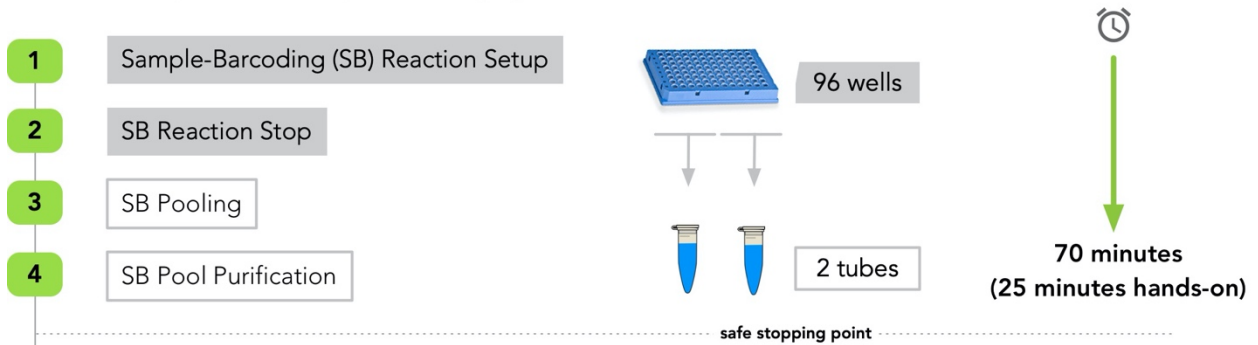 1
Sample-Barcoding (SB) Reaction Setup
96 wells
2
SB Reaction Stop
3
SB Pooling
4
SB Pool Purification
2 tubes
70 minutes
(25 minutes hands-on)
safe stopping point